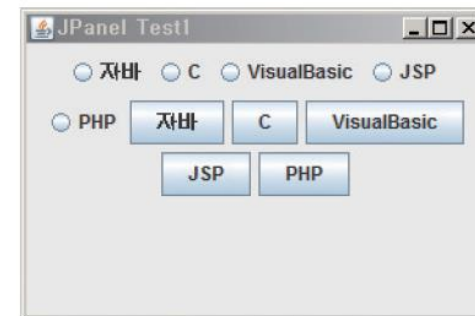 JPanel Test1
자바 C VisualBasic JSP
PHP 자바 C VisualBasic
JSP PHP